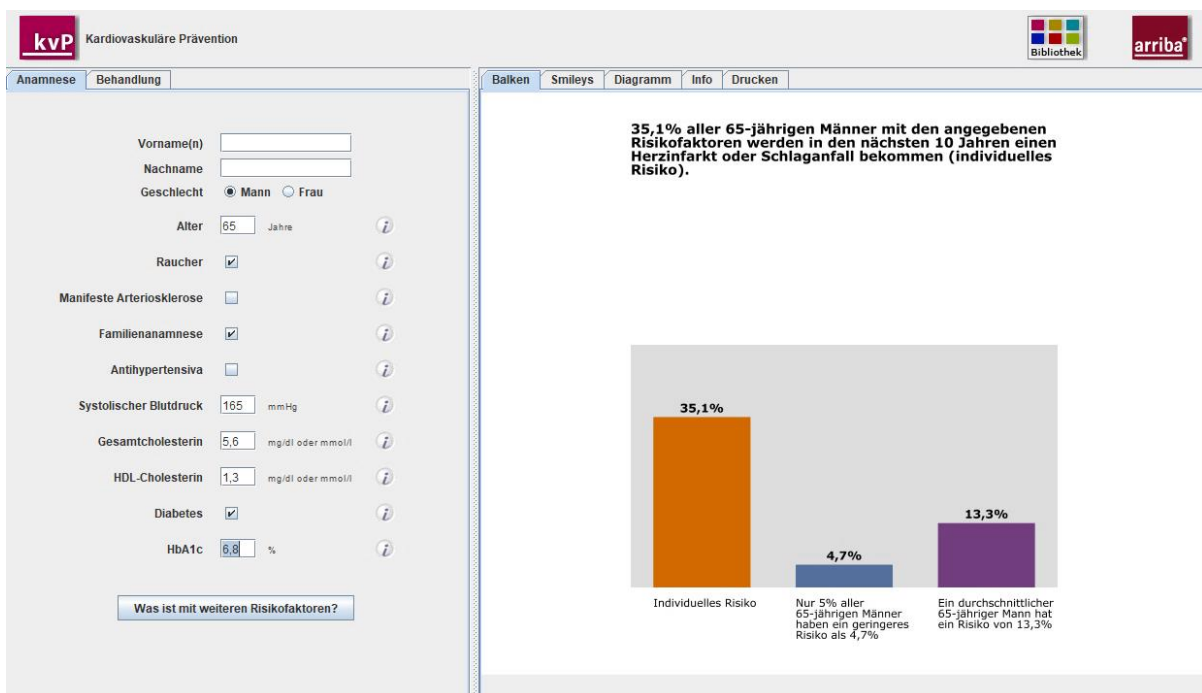 kvP
Kardiovaskuläre Prävention
Bibliothek
arriba®
Anamnese Behandlung
Vorname(n)
Nachname
Geschlecht Mann Frau
Alter 65 Jahre
Raucher
Manifeste Arteriosklerose
Familienanamnese
Antihypertensiva
Systolischer Blutdruck 165 mmHg
Gesamtcholesterin 5,6 mg/dl oder mmol/l
HDL-Cholesterin 1,3 mg/dl oder mmol/l
Diabetes
HbA1c 6,8 %
Was ist mit weiteren Risikofaktoren?
Balken Smileys Diagramm Info Drucken
35,1% aller 65-jährigen Männer mit den angegebenen
Risikofaktoren werden in den nächsten 10 Jahren einen
Herzinfarkt oder Schlaganfall bekommen (individuelles
Risiko).
35,1%
4,7%
13,3%
Individuelles Risiko
Nur 5% aller
65-jährigen Männer
haben ein geringeres
Risiko als 4,7%
Ein durchschnittlicher
65-jähriger Mann hat
ein Risiko von 13,3%